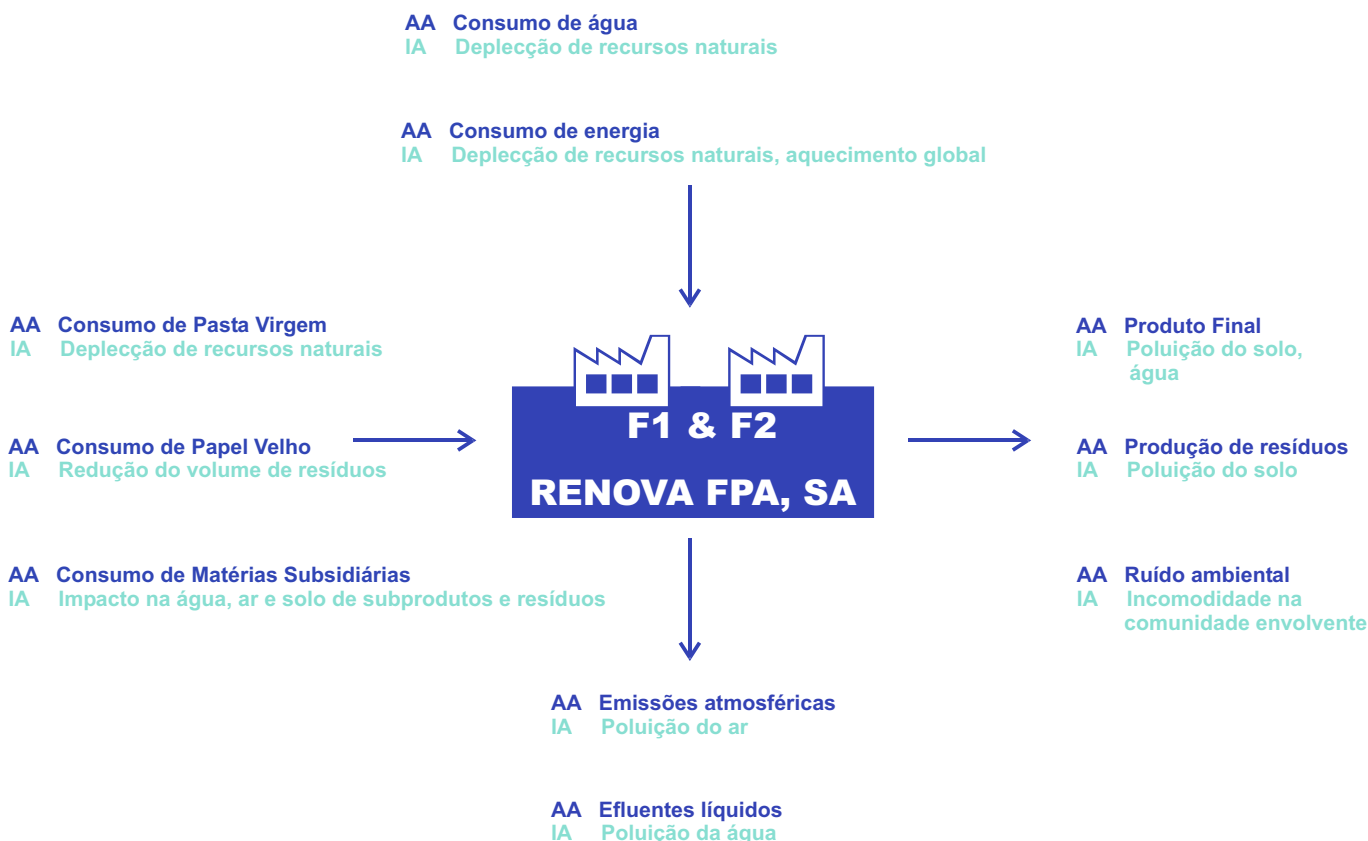 AA Consumo de água
IA Deplecção de recursos naturais
AA Consumo de energia
IA Deplecção de recursos naturais, aquecimento global
AA Consumo de Pasta Virgem
IA Deplecção de recursos naturais
AA Consumo de Papel Velho
IA Redução do volume de resíduos
AA Consumo de Matérias Subsidiárias
IA Impacto na água, ar e solo de subprodutos e resíduos
F1 & F2
RENOVA FPA, SA
AA Produto Final
IA Poluição do solo,
água
AA Produção de resíduos
IA Poluição do solo
AA Ruído ambiental
IA Incomodidade na
comunidade envolvente
AA Emissões atmosféricas
IA Poluição do ar
AA Efluentes líquidos
IA Poluição da água